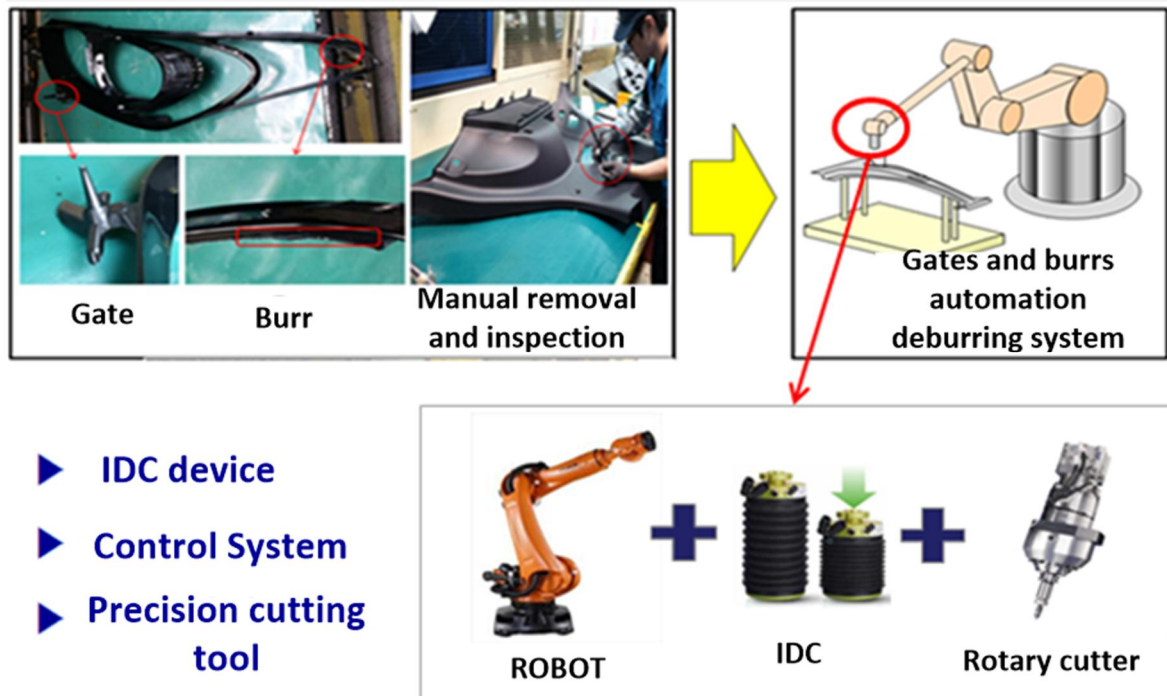 Gate
Burr
Manual removal
and inspection
Gates and burrs
automation
deburring system
IDC device
Control System
Precision cutting
tool
ROBOT
IDC
Rotary cutter